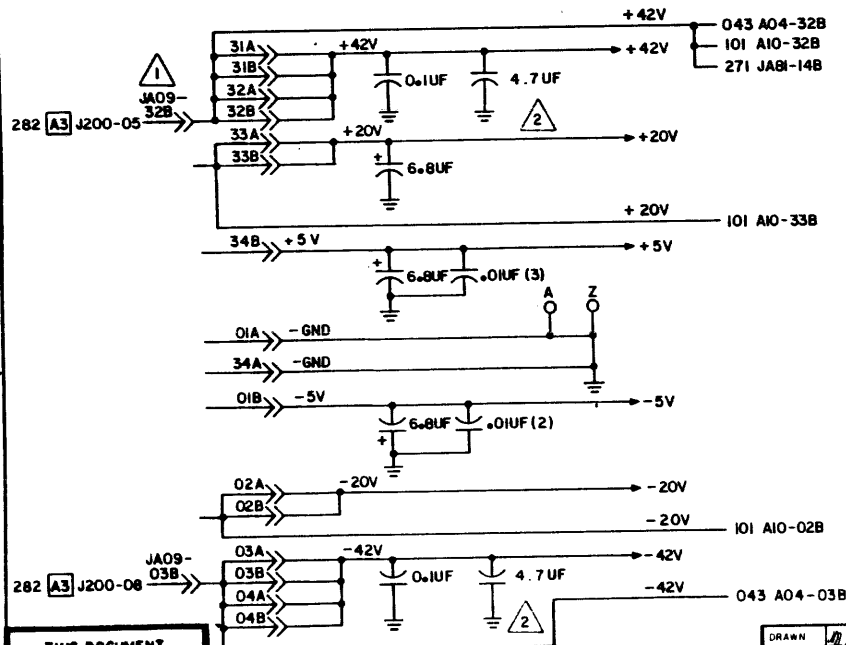 +42V
043 A04-32B
31A
+42V
+42V
101 A10-32B
31B
271 JA81-14B
1
32A
0.1UF
4.7UF
JA09-
32B
32B
282 A3 J200-05
2
33A
+20V
+20V
33B
+
6.8UF
+20V
101 A10-33B
34B
+5V
+5V
+
6.8UF
.01UF (3)
A
Z
01A
-GND
34A
-GND
01B
-5V
-5V
6.8UF
.01UF (2)
+
02A
-20V
-20V
02B
-20V
101 A10-02B
03A
-42V
-42V
JA09-
03B
03B
0.1UF
4.7UF
282 A3 J200-08
04A
-42V
043 A04-03B
04B
2
THIS DOCUMENT
DRAWN